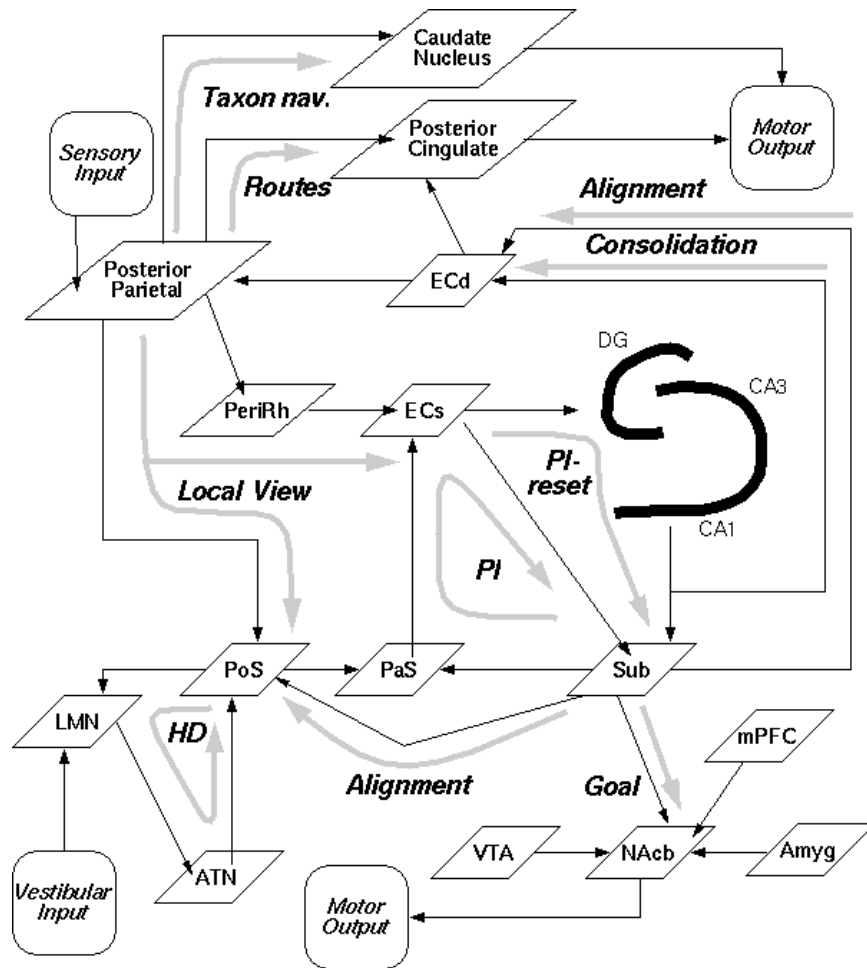 Caudate
Nucleus
Taxon nav.
Sensory
Input
Posterior
Cingulate
Motor
Output
Routes
Alignment
Consolidation
Posterior
Parietal
ECd
DG
CA3
PeriRh
ECs
PI-
reset
Local View
CA1
PI
PoS
PaS
Sub
LMN
HD
mPFC
Alignment
Goal
VTA
NAcb
Amyg
ATN
Vestibular
Input
Motor
Output